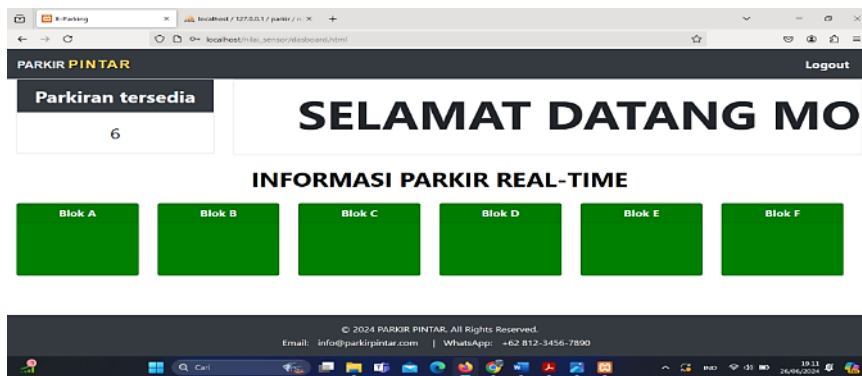 E-Parking
localhost / 127.0.0.1 / parkir / n
localhost/nilai_sensor/dasboard.html
PARKIR PINTAR
Logout
Parkiran tersedia
6
SELAMAT DATANG MO
INFORMASI PARKIR REAL-TIME
Blok A
Blok B
Blok C
Blok D
Blok E
Blok F
© 2024 PARKIR PINTAR. All Rights Reserved.
Email: info@parkirpintar.com | WhatsApp: +62 812-3456-7890
Cari
IND
19.11
26/06/2024